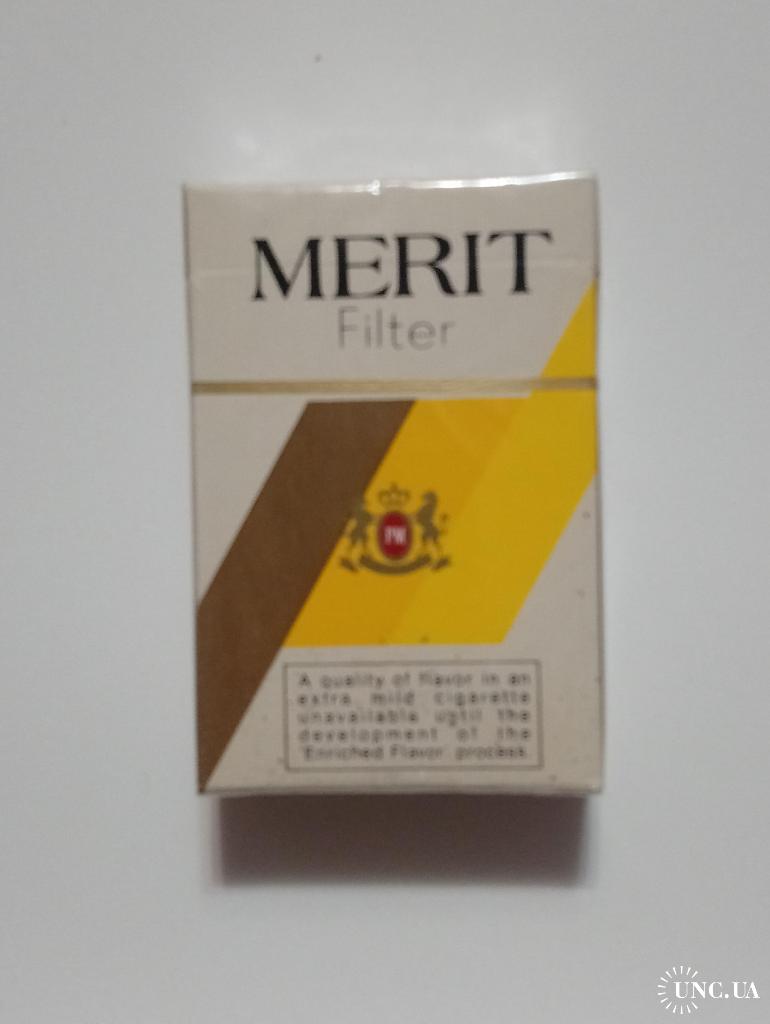 MERIT
Filter
PM
A quality of flavor in an
extra mild cigarette
unavailable until the
development of the
'Enriched Flavor' process.
UNC.UA